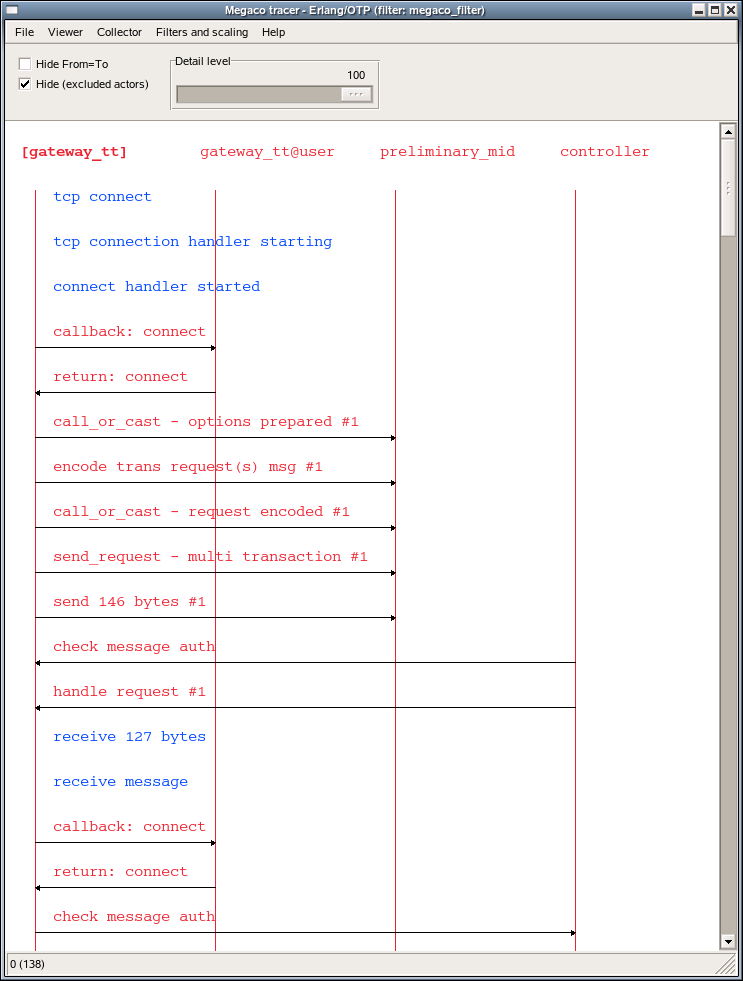 Megaco tracer - Erlang/OTP (filter: megaco_filter)
File Viewer Collector Filters and scaling Help
Hide From=To
Hide (excluded actors)
Detail level
100
[gateway_tt] gateway_tt@user preliminary_mid controller
tcp connect
tcp connection handler starting
connect handler started
callback: connect
return: connect
call_or_cast - options prepared #1
encode trans request(s) msg #1
call_or_cast - request encoded #1
send_request - multi transaction #1
send 146 bytes #1
check message auth
handle request #1
receive 127 bytes
receive message
callback: connect
return: connect
check message auth
0 (138)